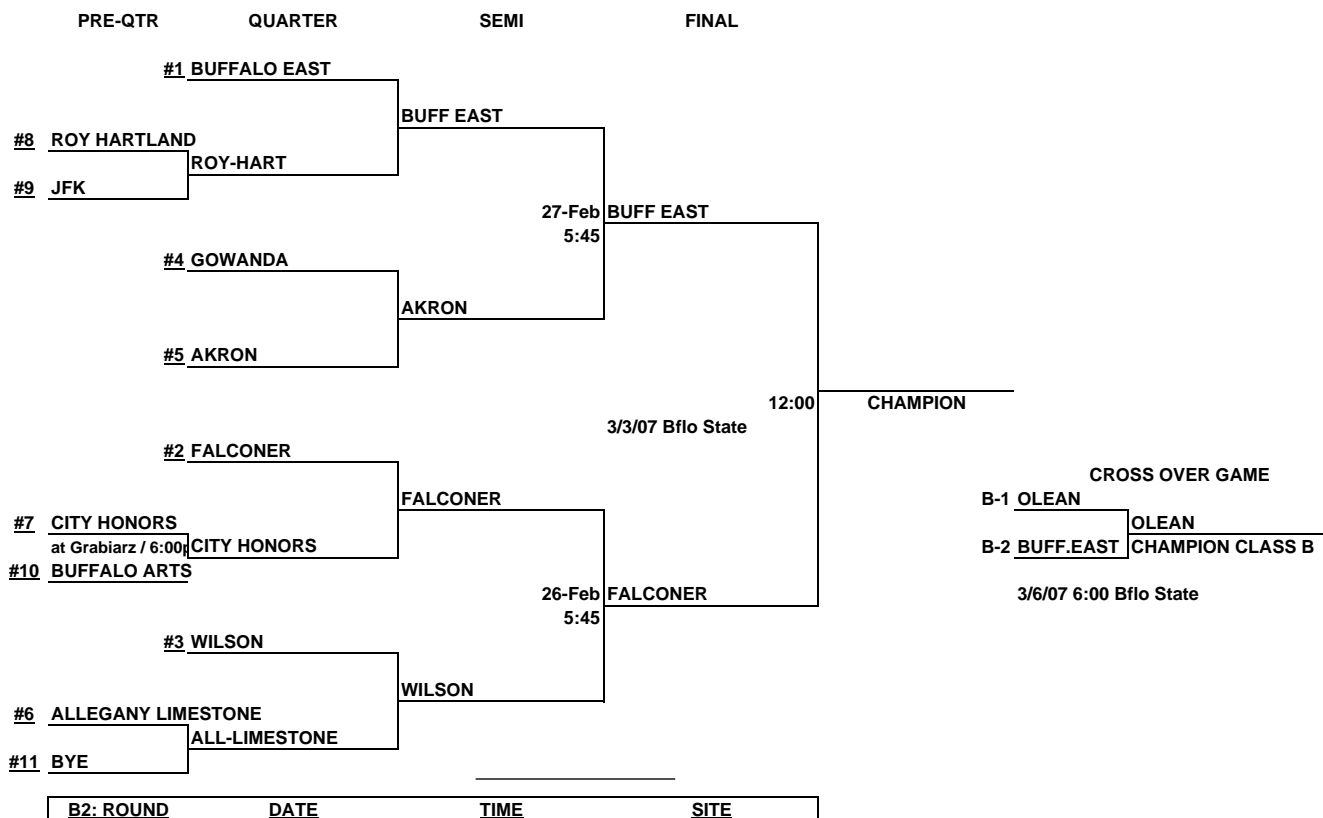 PRE-QTR QUARTER SEMI FINAL
#1 BUFFALO EAST
BUFF EAST
#8 ROY HARTLAND
ROY-HART
#9 JFK
27-Feb BUFF EAST
5:45
#4 GOWANDA
AKRON
#5 AKRON
12:00 CHAMPION
3/3/07 Bflo State
#2 FALCONER
CROSS OVER GAME
FALCONER B-1 OLEAN
#7 CITY HONORS OLEAN
at Grabiarz / 6:00p CITY HONORS B-2 BUFF.EAST CHAMPION CLASS B
#10 BUFFALO ARTS
26-Feb FALCONER 3/6/07 6:00 Bflo State
5:45
#3 WILSON
WILSON
#6 ALLEGANY LIMESTONE
ALL-LIMESTONE
#11 BYE
B2: ROUND DATE TIME SITE